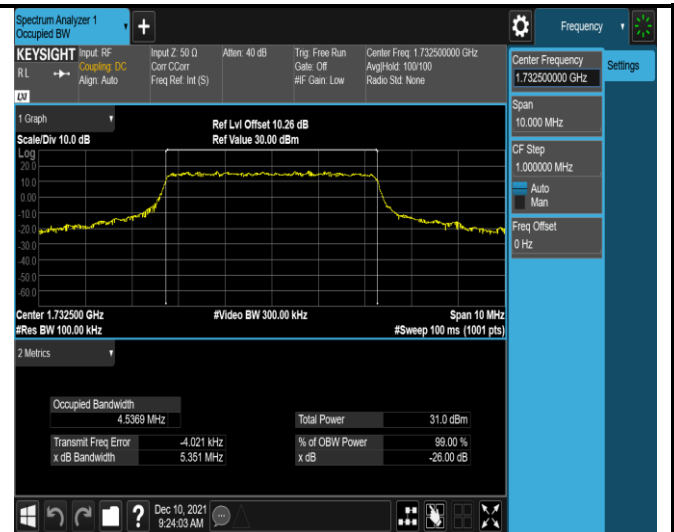 Spectrum Analyzer 1
Occupied BW
Frequency
KEYSIGHT
RL
LXI
Input: RF
Coupling: DC
Align: Auto
Input Z: 50 Ω
Corr CCorr
Freq Ref: Int (S)
Atten: 40 dB
Trig: Free Run
Gate: Off
#IF Gain: Low
Center Freq: 1.732500000 GHz
Avg|Hold: 100/100
Radio Std: None
Center Frequency
1.732500000 GHz
Settings
Span
10.000 MHz
CF Step
1.000000 MHz
Auto
Man
Freq Offset
0 Hz
1 Graph
Scale/Div 10.0 dB
Ref Lvl Offset 10.26 dB
Ref Value 30.00 dBm
Log
20.0
10.0
0.00
-10.0
-20.0
-30.0
-40.0
-50.0
-60.0
Center 1.732500 GHz
#Video BW 300.00 kHz
Span 10 MHz
#Res BW 100.00 kHz
#Sweep 100 ms (1001 pts)
2 Metrics
Occupied Bandwidth
4.5369 MHz
Total Power 31.0 dBm
Transmit Freq Error -4.021 kHz
% of OBW Power 99.00 %
x dB Bandwidth 5.351 MHz
x dB -26.00 dB
?
Dec 10, 2021
9:24:03 AM